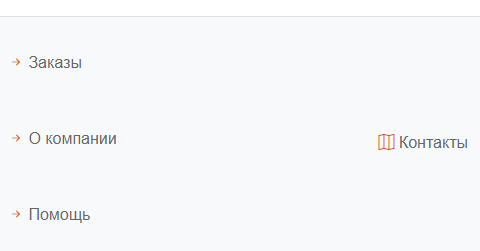 Заказы
О компании
Контакты
Помощь